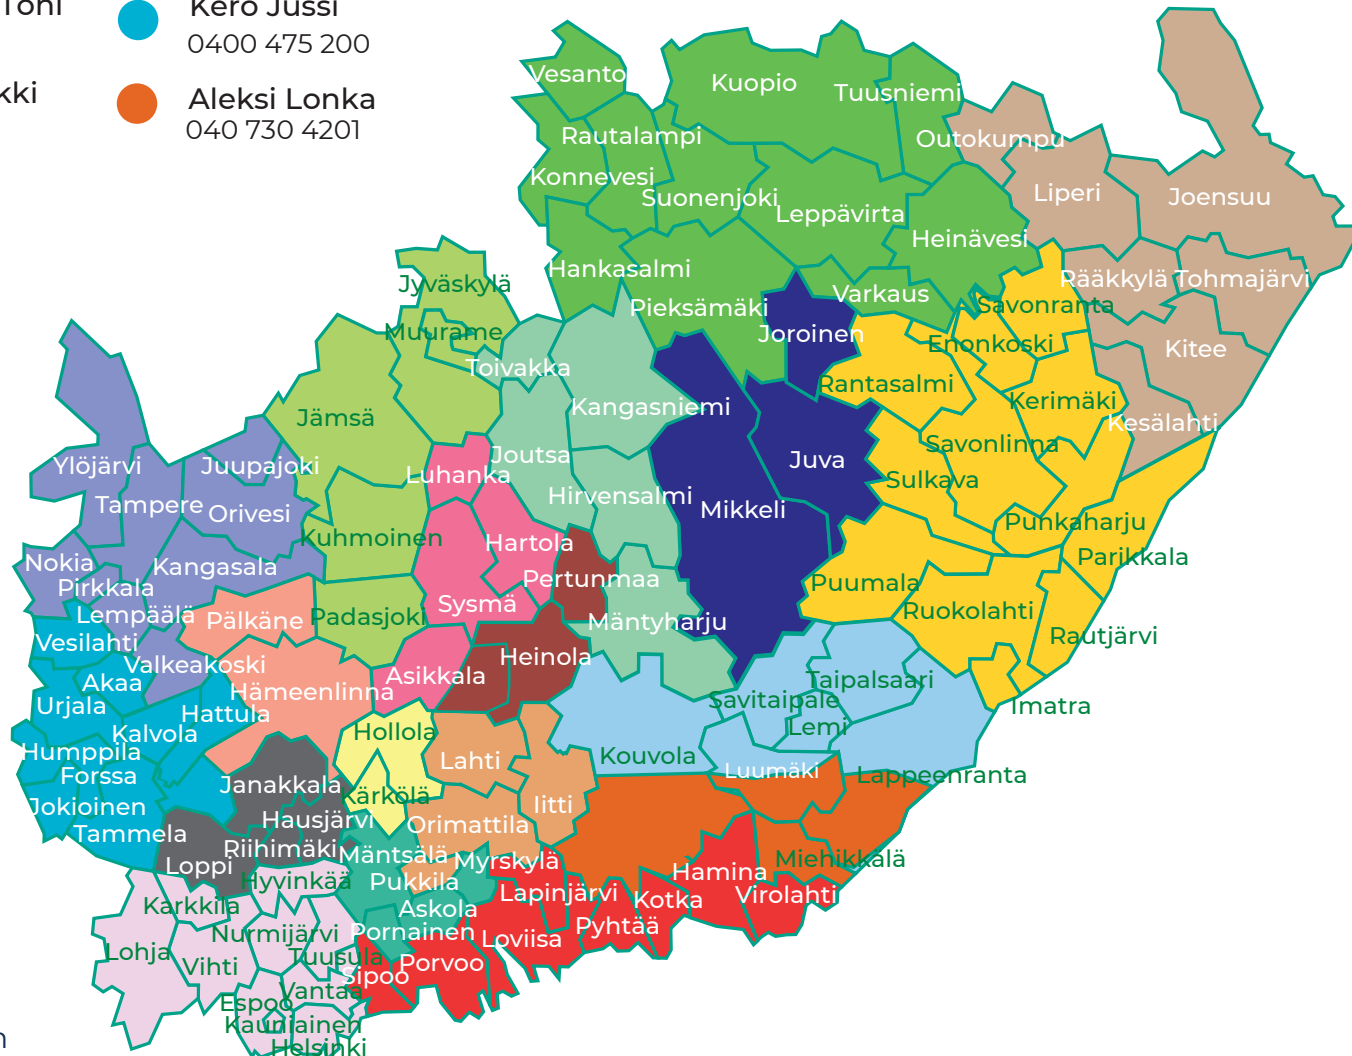 Toni
Kero Jussi
0400 475 200
kki
Aleksi Lonka
040 730 4201
Vesanto
Kuopio
Tuusniemi
Rautalampi
Outokumpu
Konnevesi
Suonenjoki
Liperi
Joensuu
Leppävirta
Heinävesi
Hankasalmi
Jyväskylä
Rääkkylä
Tohmajärvi
Varkaus
Pieksämäki
Savonranta
Muurame
Joroinen
Enonkoski
Kitee
Toivakka
Rantasalmi
Kangasniemi
Kerimäki
Jämsä
Kesälahti
Savonlinna
Joutsa
Juva
Ylöjärvi
Juupajoki
Luhanka
Sulkava
Hirvensalmi
Tampere
Orivesi
Mikkeli
Punkaharju
Kuhmoinen
Hartola
Parikkala
Nokia
Kangasala
Pertunmaa
Pirkkala
Puumala
Sysmä
Ruokolahti
Lempäälä
Pälkäne
Padasjoki
Mäntyharju
Rautjärvi
Vesilahti
Heinola
Valkeakoski
Asikkala
Taipalsaari
Akaa
Hämeenlinna
Savitaipale
Urjala
Hattula
Imatra
Lemi
Kalvola
Hollola
Humppila
Kouvola
Lahti
Forssa
Luumäki
Lappeenranta
Janakkala
Kärkölä
Iitti
Jokioinen
Hausjärvi
Orimattila
Tammela
Riihimäki
Mäntsälä
Myrskylä
Miehikkälä
Loppi
Hyvinkää
Pukkila
Hamina
Lapinjärvi
Kotka
Virolahti
Karkkila
Askola
Pyhtää
Nurmijärvi
Pornainen
Loviisa
Lohja
Vihti
Tuusula
Porvoo
Sipoo
Vantaa
Espoo
Kauniainen
Helsinki
n